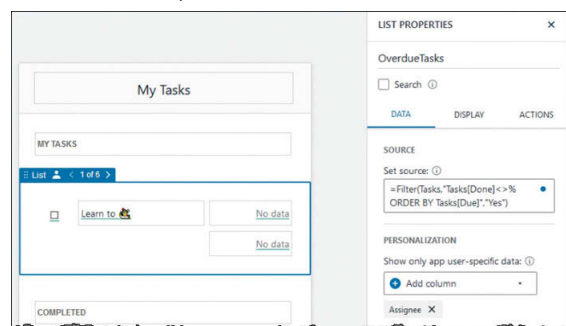 LIST PROPERTIES ×
OverdueTasks
Search
DATA DISPLAY ACTIONS
SOURCE
Set source:
=Filter(Tasks,"Tasks[Done]<>%
ORDER BY Tasks[Due]","Yes")
PERSONALIZATION
Show only app user-specific data:
Add column
Assignee ×
My Tasks
MY TASKS
List < 1 of 6 >
Learn to
No data
No data
COMPLETED